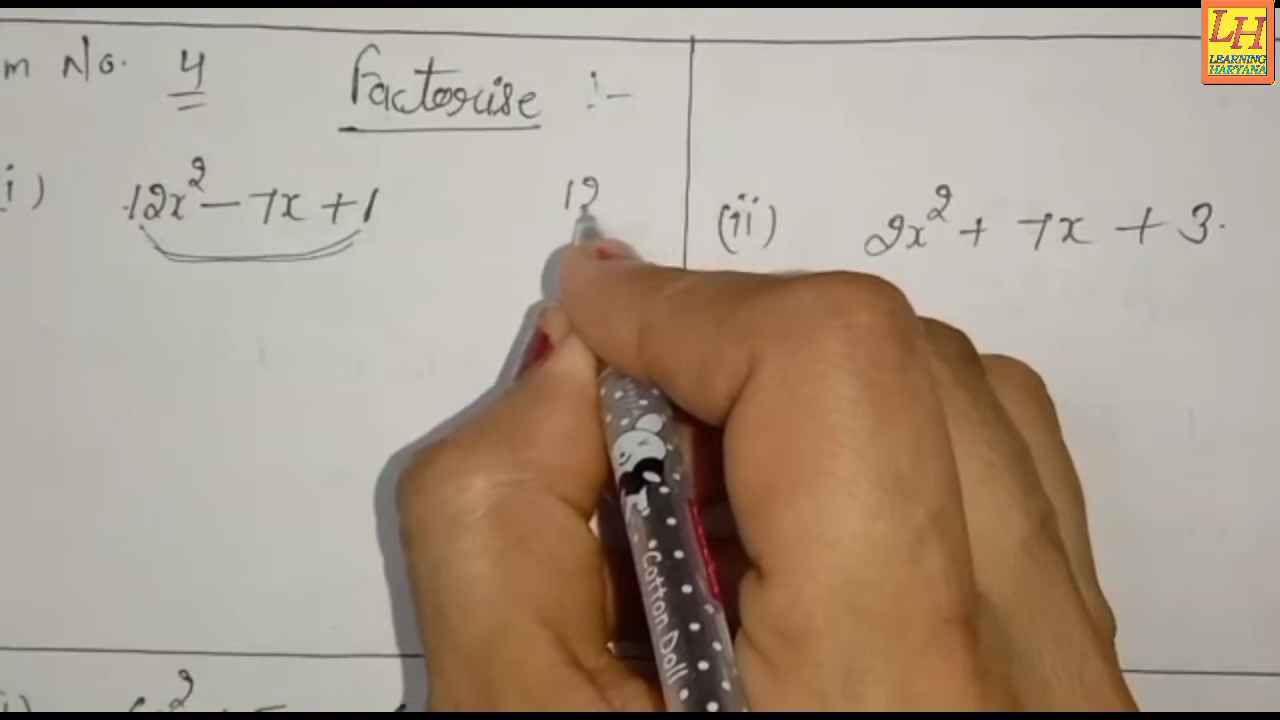 m No. 4 Factorise :-
i) 12x² - 7x + 1
12
(ii) 2x² + 7x + 3.
LH
LEARNING
HARYANA
Cotton Doll